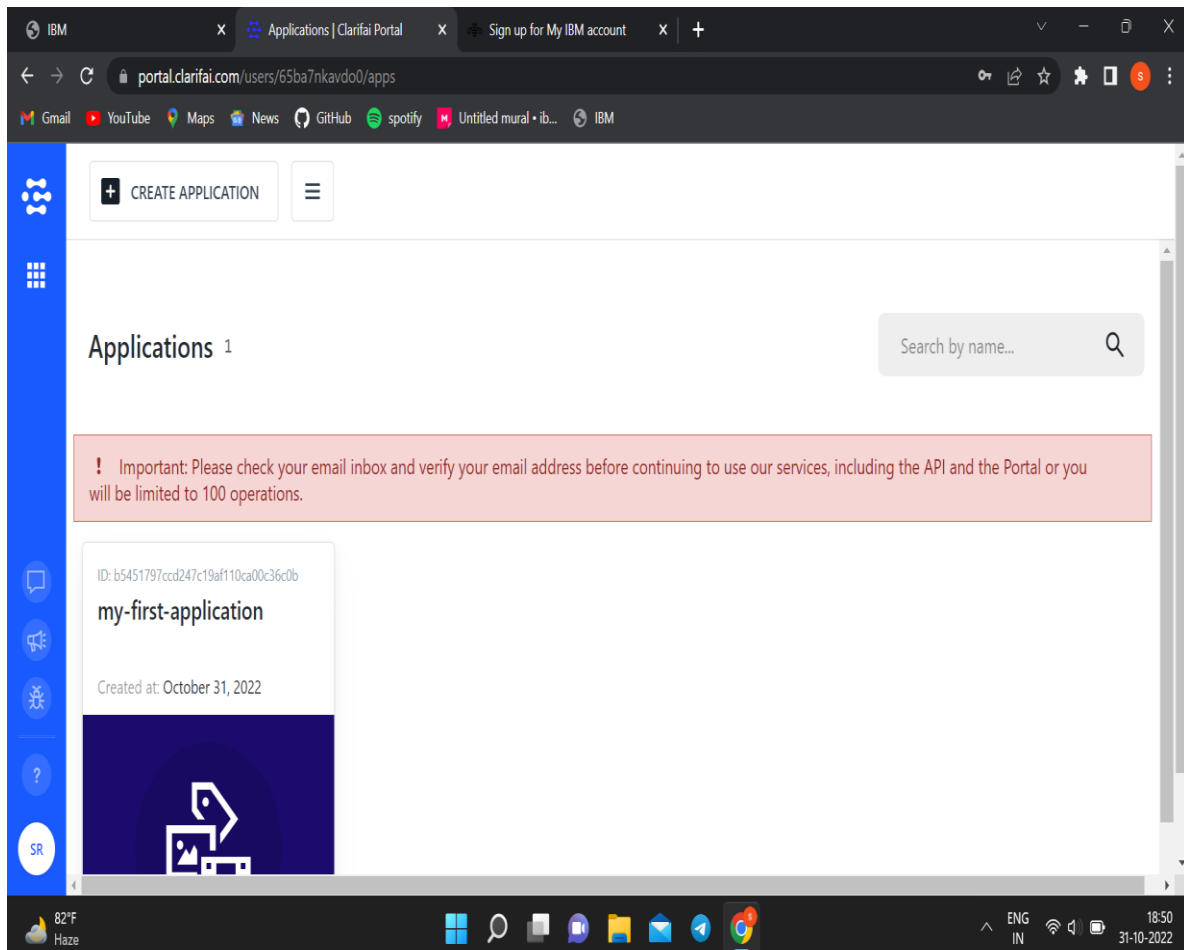 IBM
Applications | Clarifai Portal
Sign up for My IBM account
portal.clarifai.com/users/65ba7nkavdo0/apps
S
Gmail
YouTube
Maps
News
GitHub
spotify
Untitled mural • ib...
IBM
CREATE APPLICATION
Applications 1
Search by name...
! Important: Please check your email inbox and verify your email address before continuing to use our services, including the API and the Portal or you
will be limited to 100 operations.
ID: b5451797ccd247c19af110ca00c36c0b
my-first-application
Created at: October 31, 2022
?
SR
82°F
Haze
ENG
IN
18:50
31-10-2022